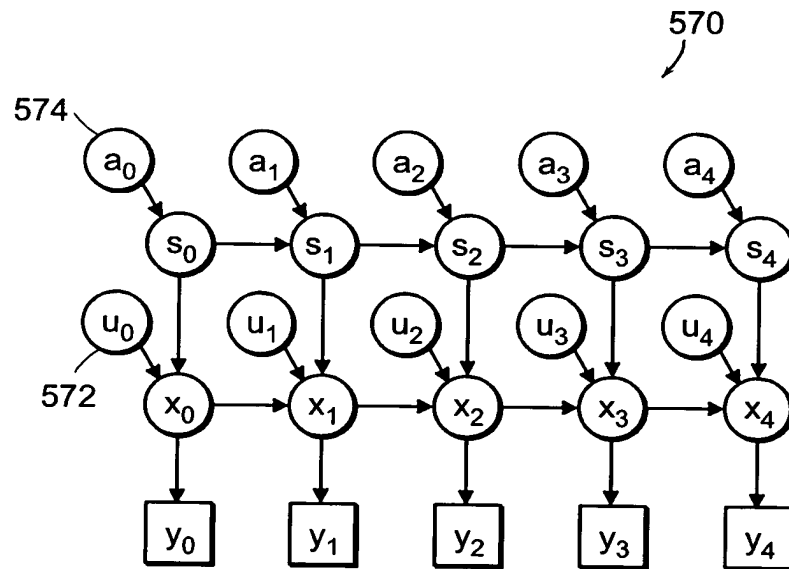 570
574
a₀ a₁ a₂ a₃ a₄
s₀ s₁ s₂ s₃ s₄
u₀ u₁ u₂ u₃ u₄
572
x₀ x₁ x₂ x₃ x₄
y₀ y₁ y₂ y₃ y₄